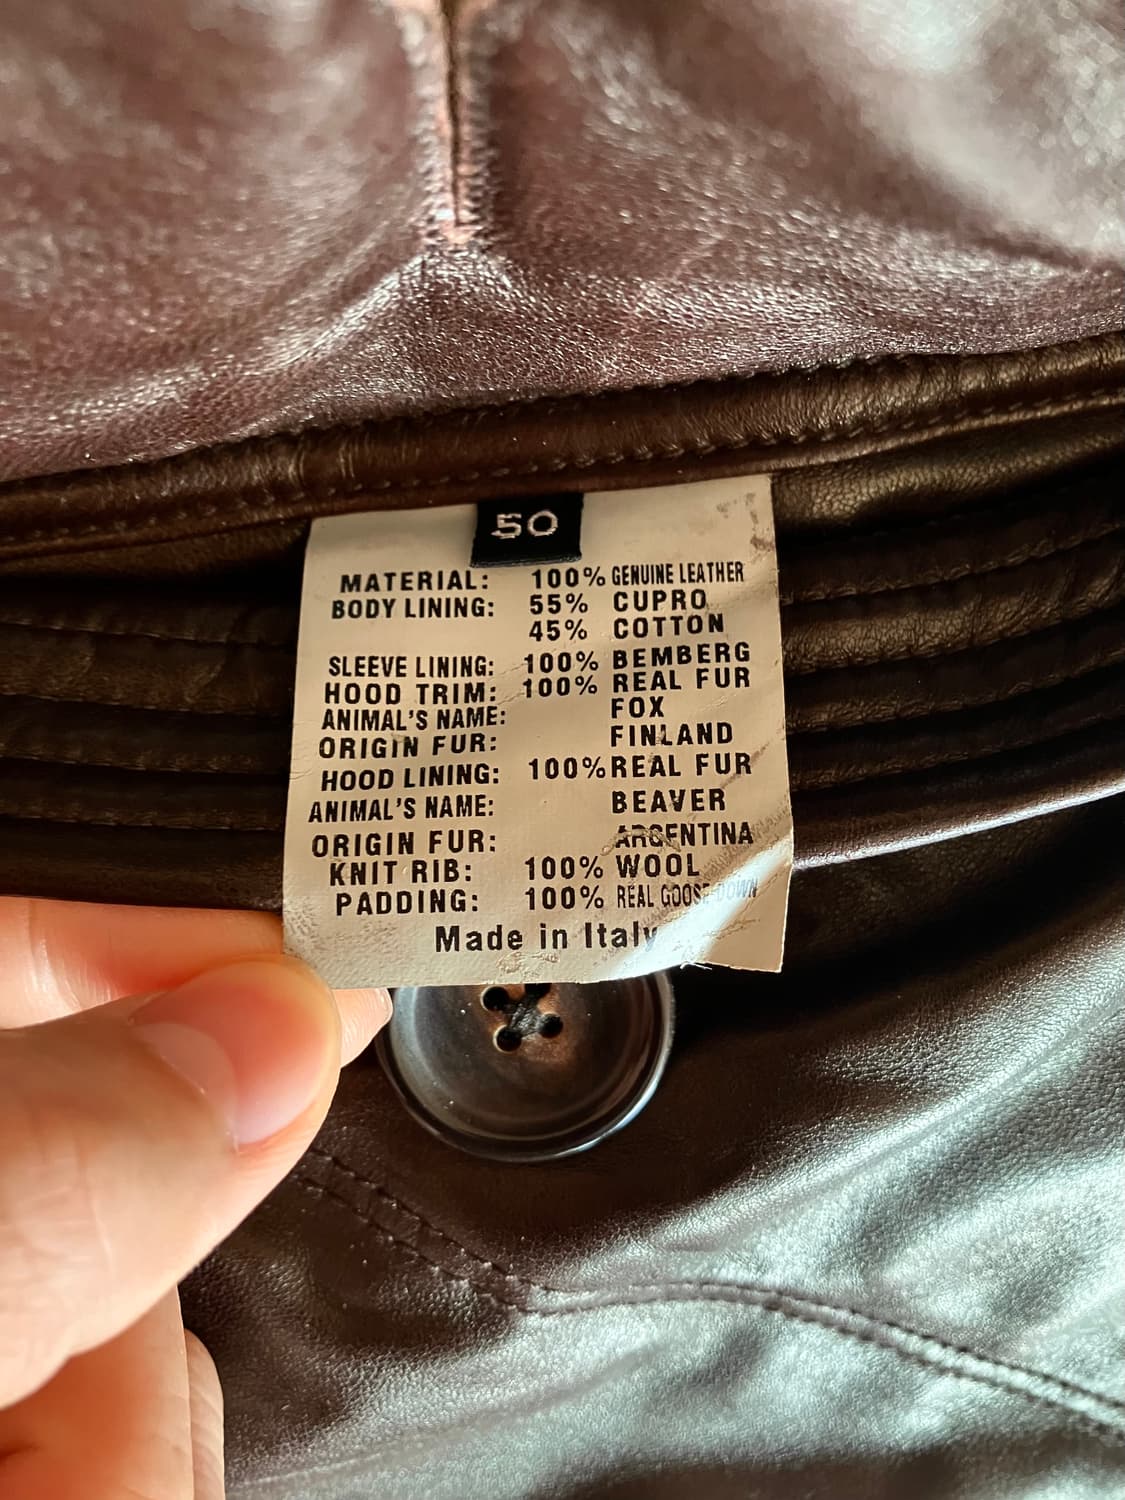 50
MATERIAL: 100% GENUINE LEATHER
BODY LINING: 55% CUPRO
45% COTTON
SLEEVE LINING: 100% BEMBERG
HOOD TRIM: 100% REAL FUR
ANIMAL'S NAME: FOX
ORIGIN FUR: FINLAND
HOOD LINING: 100% REAL FUR
ANIMAL'S NAME: BEAVER
ORIGIN FUR: ARGENTINA
KNIT RIB: 100% WOOL
PADDING: 100% REAL GOOSE DOWN
Made in Italy